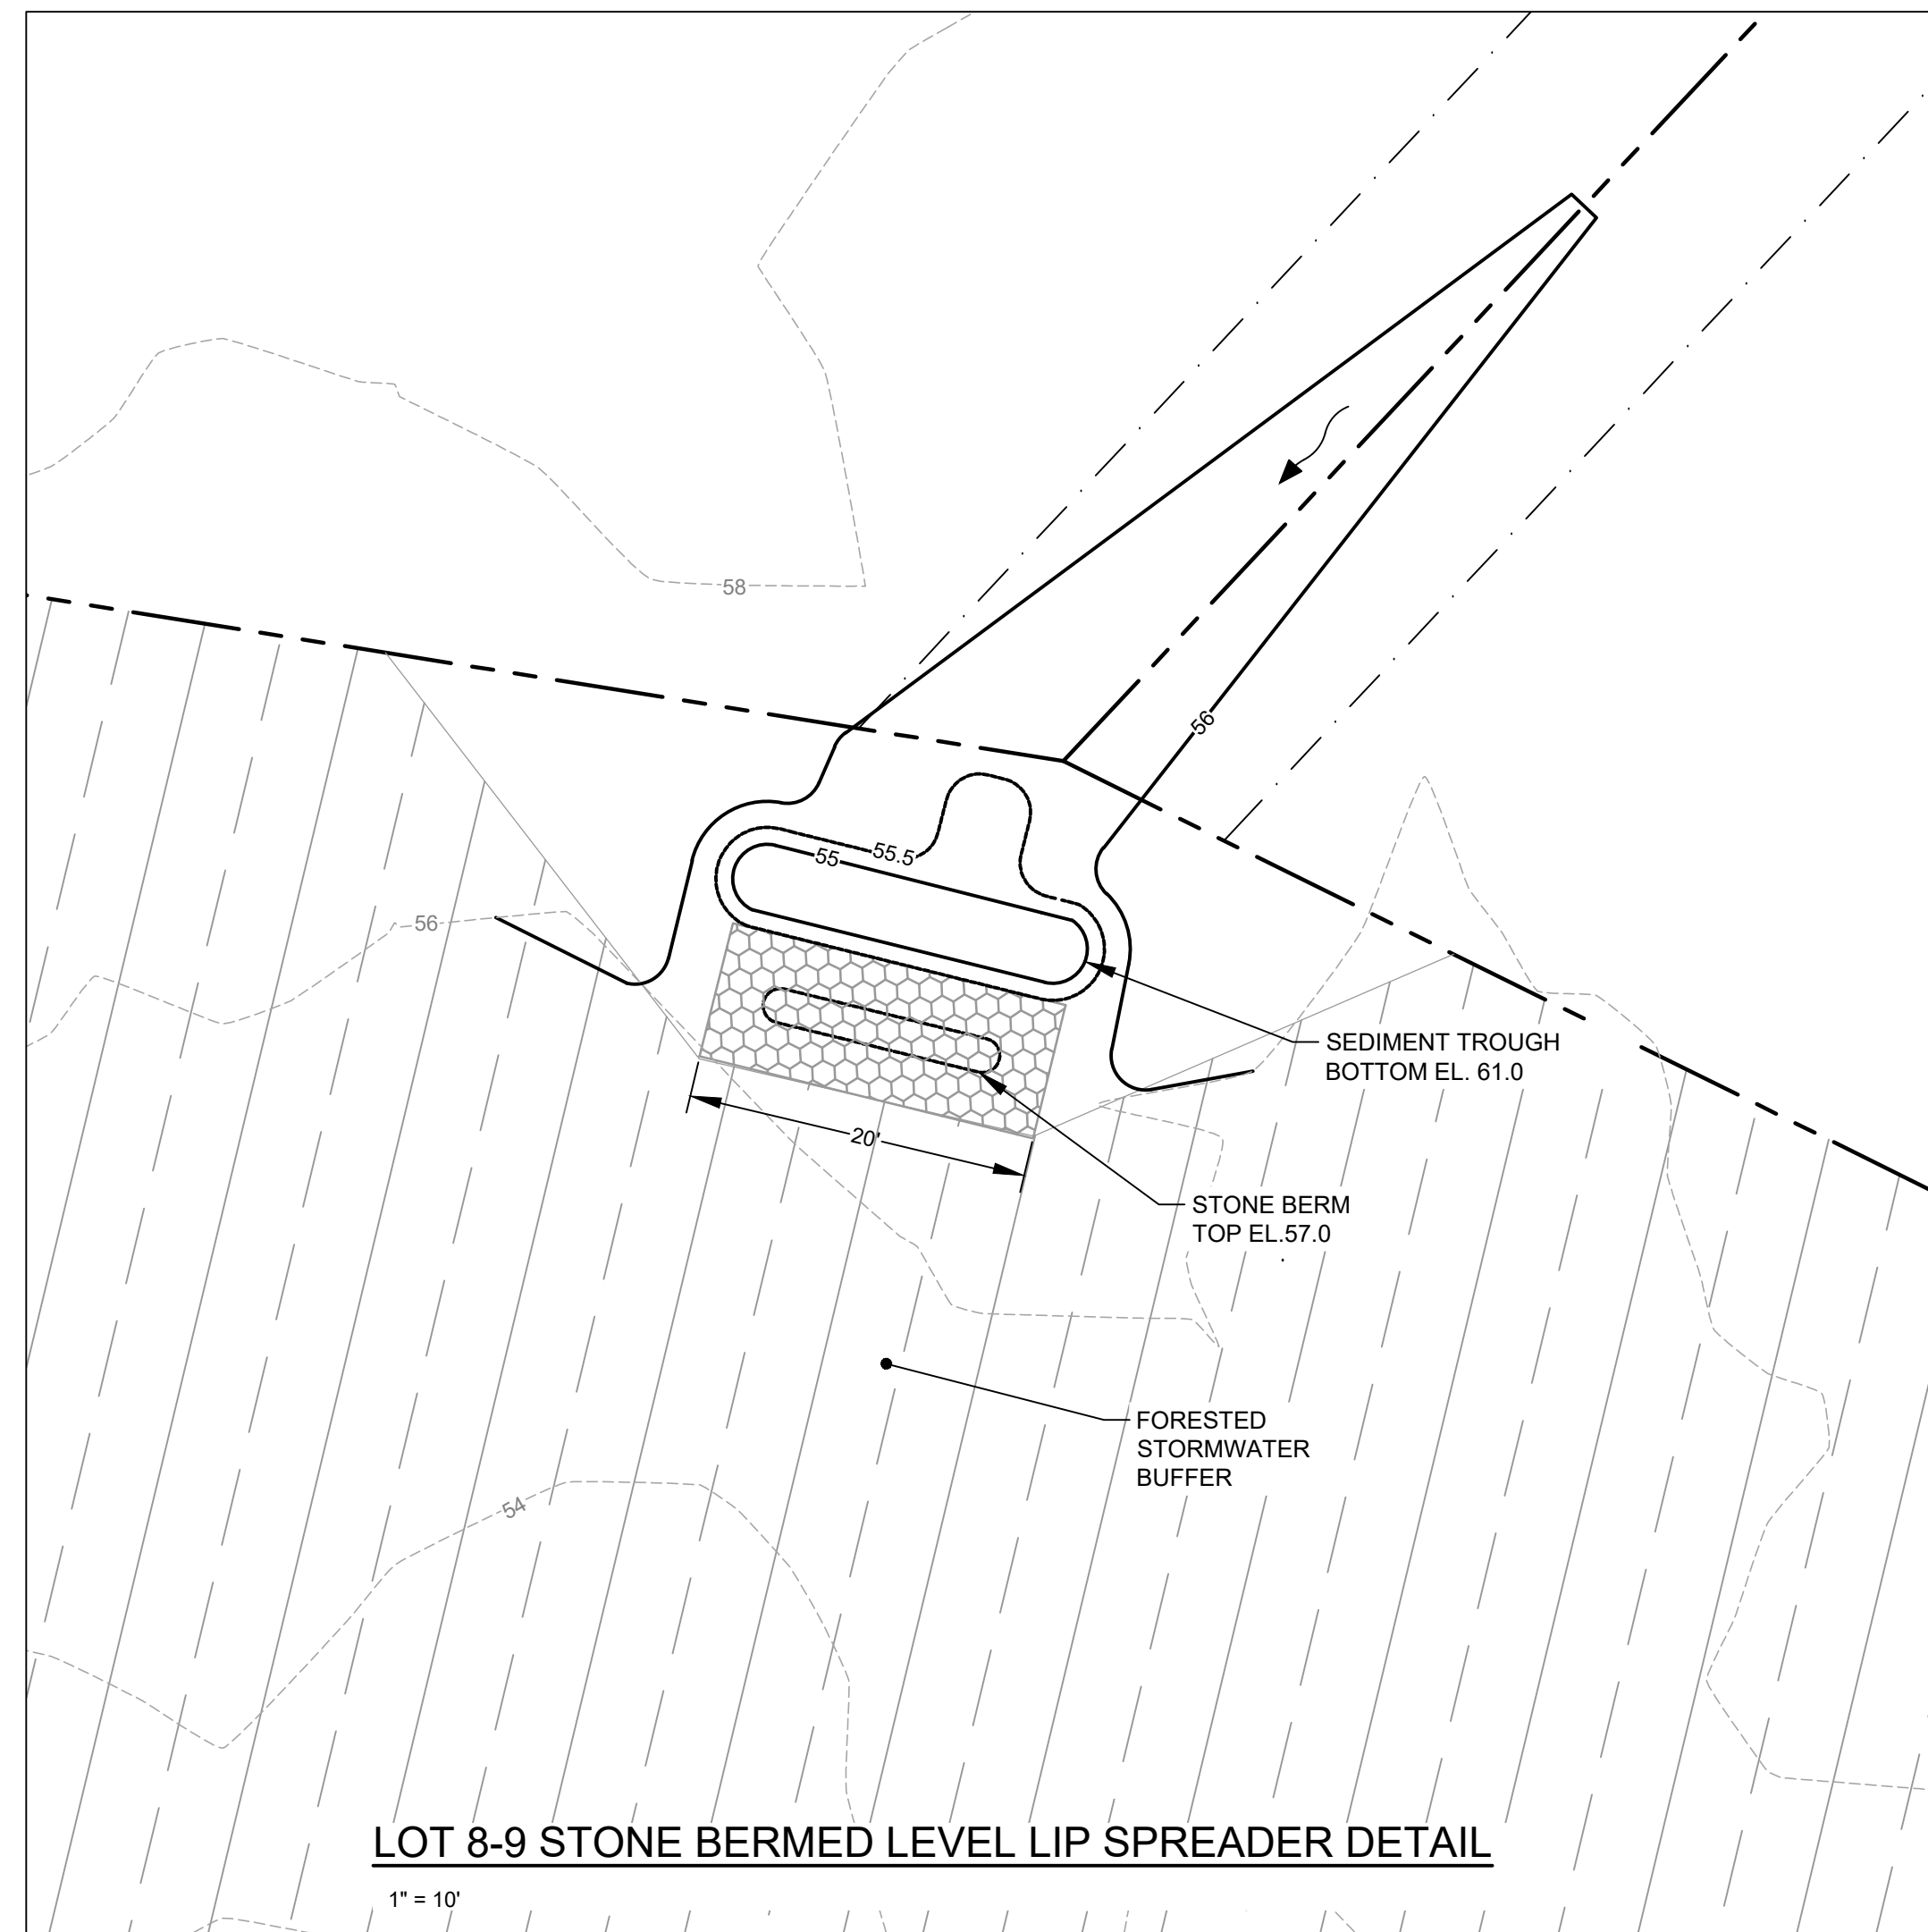 58
56
55.5
55
56
SEDIMENT TROUGH
BOTTOM EL. 61.0
20'
STONE BERM
TOP EL.57.0
FORESTED
STORMWATER
BUFFER
54
LOT 8-9 STONE BERMED LEVEL LIP SPREADER DETAIL
1" = 10'